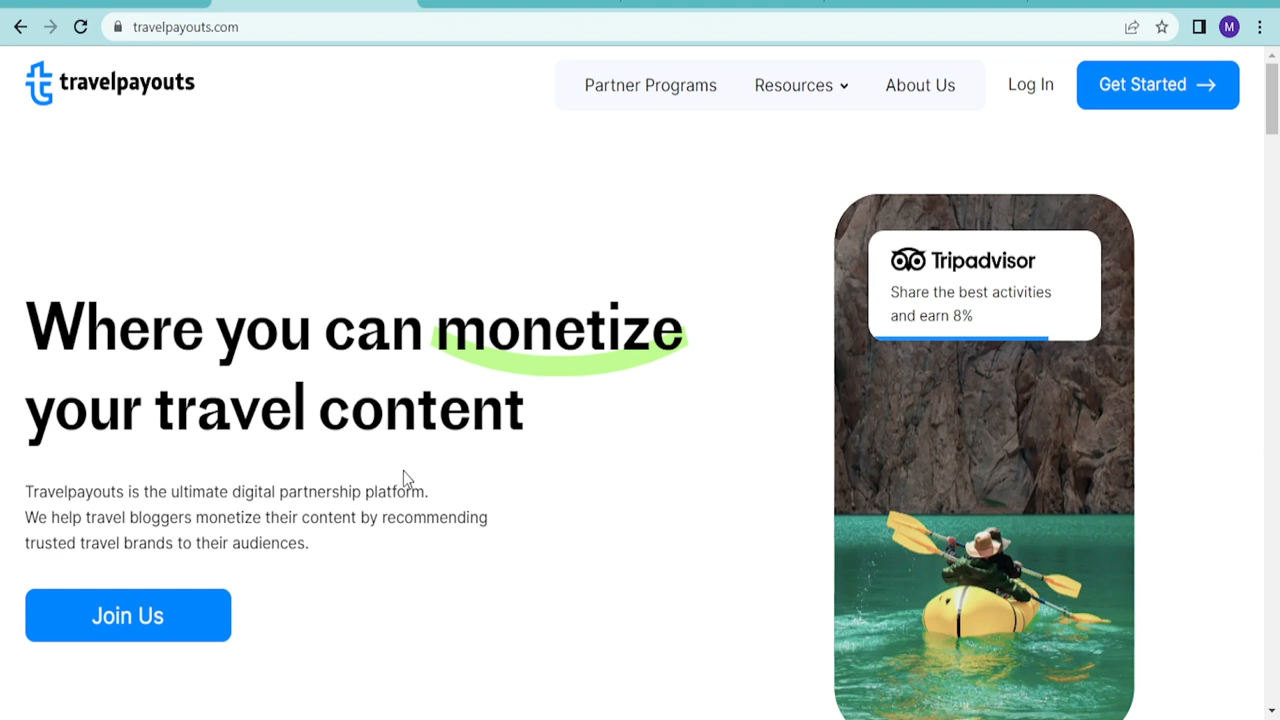 travelpayouts.com
M
travelpayouts
Partner Programs
Resources
About Us
Log In
Get Started
Tripadvisor
Share the best activities
and earn 8%
Where you can monetize
your travel content
Travelpayouts is the ultimate digital partnership platform.
We help travel bloggers monetize their content by recommending
trusted travel brands to their audiences.
Join Us